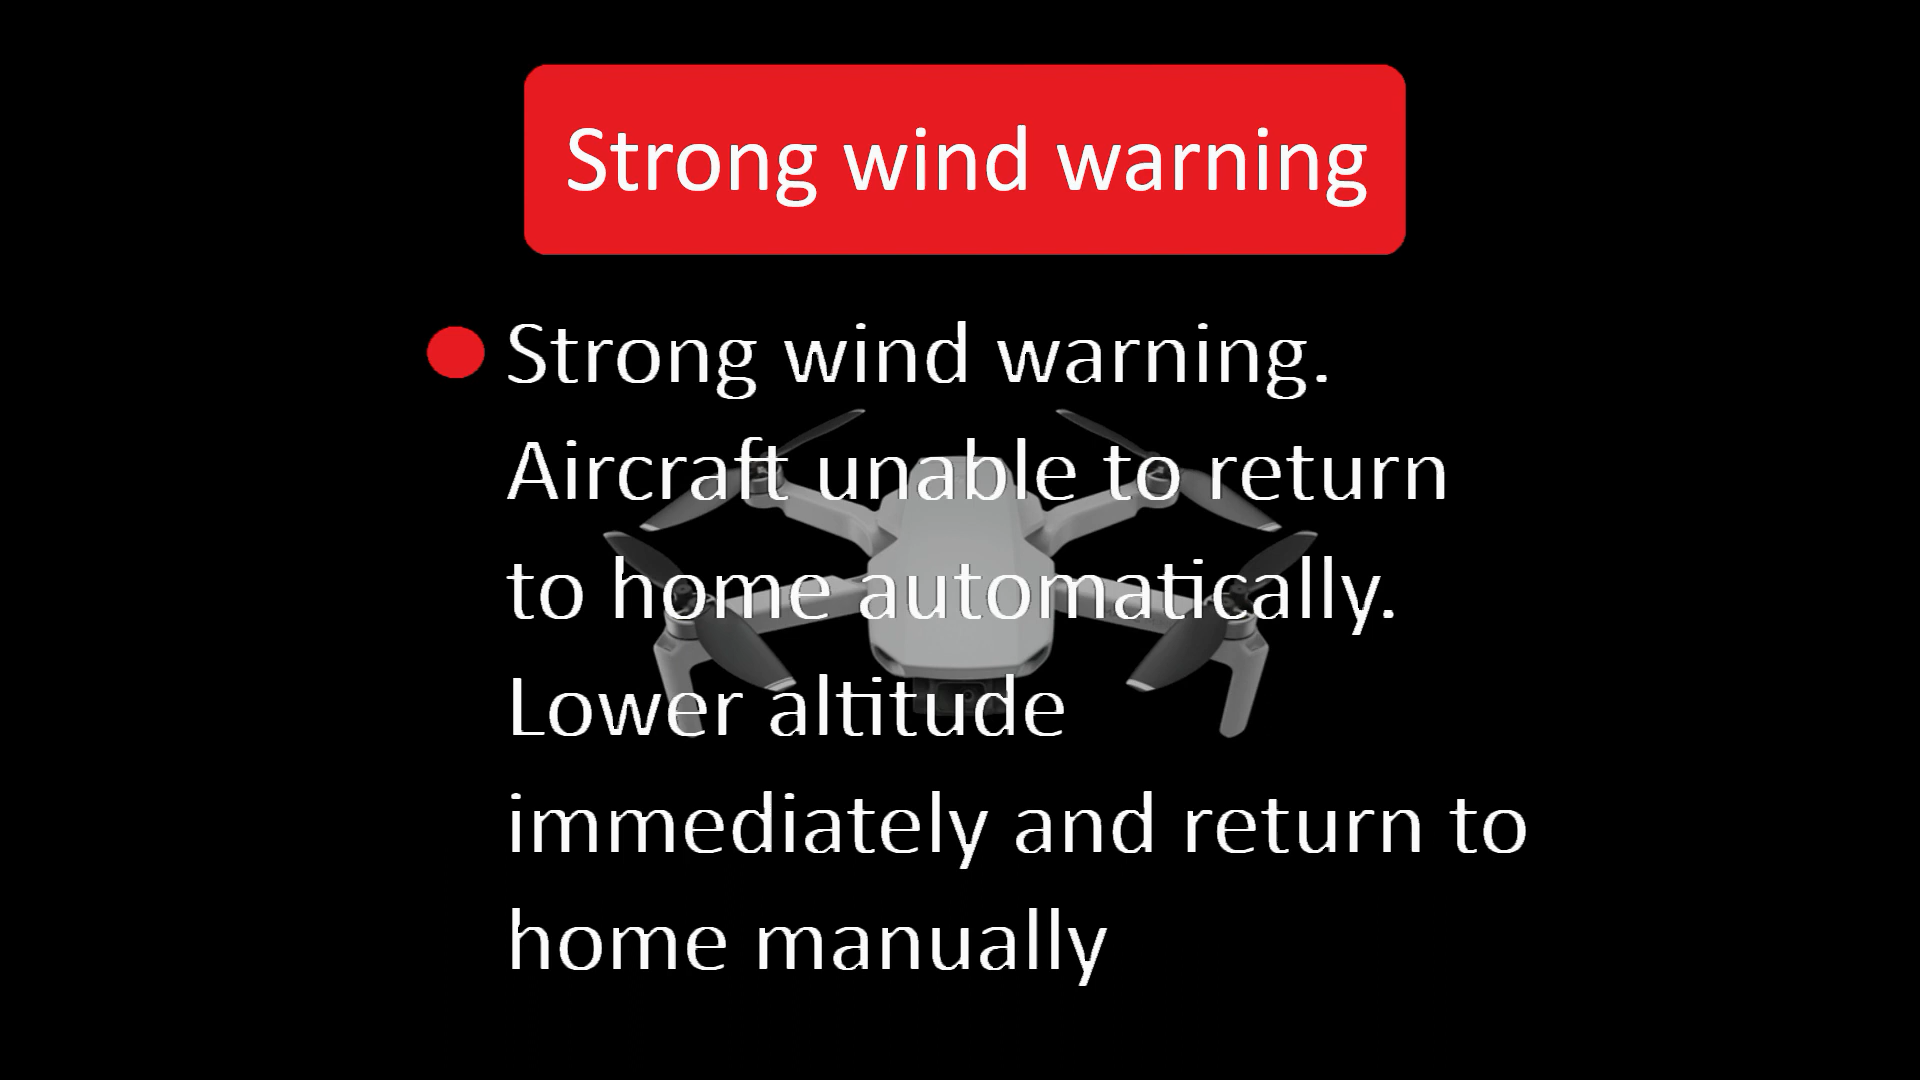 Strong wind warning
Strong wind warning.
Aircraft unable to return
to home automatically.
Lower altitude
immediately and return to
home manually